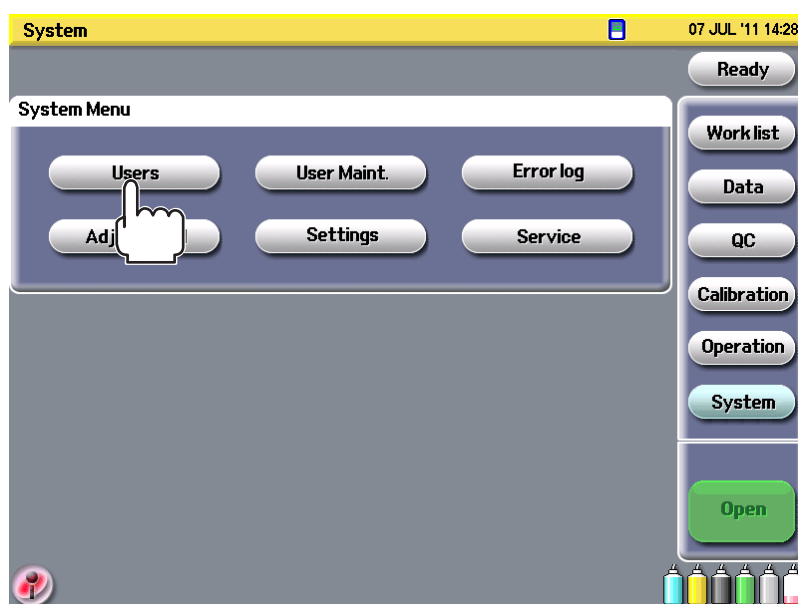 System
07 JUL '11 14:28
Ready
System Menu
Work list
Users
User Maint.
Error log
Data
Settings
Service
QC
Calibration
Operation
System
Open